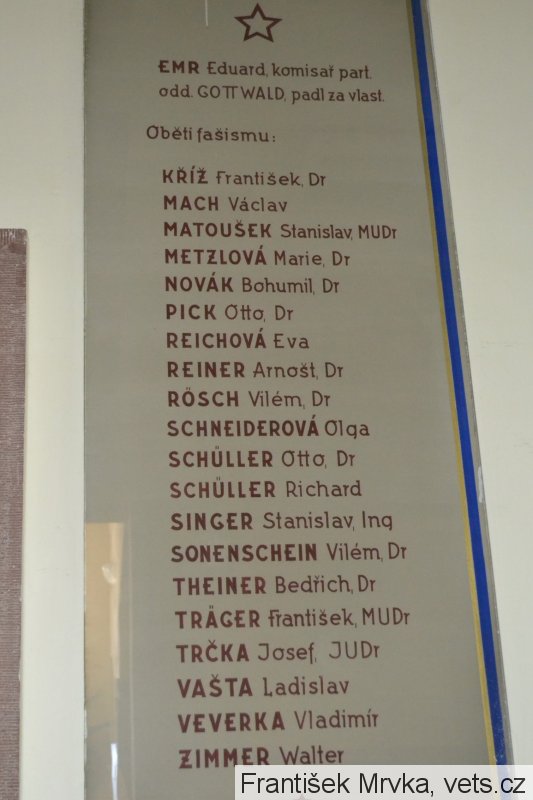 EMR Eduard, komisař part.
odd. GOTTWALD, padl za vlast.
Oběti fašismu:
KŘÍŽ František, Dr
MACH Václav
MATOUŠEK Stanislav, MUDr
METZLOVÁ Marie, Dr
NOVÁK Bohumil, Dr
PICK Otto, Dr
REICHOVÁ Eva
REINER Arnošt, Dr
RÖSCH Vilém, Dr
SCHNEIDEROVÁ Olga
SCHÜLLER Otto, Dr
SCHÜLLER Richard
SINGER Stanislav, Ing
SONENSCHEIN Vilém, Dr
THEINER Bedřich, Dr
TRÄGER František, MUDr
TRČKA Josef, JUDr
VAŠTA Ladislav
VEVERKA Vladimír
ZIMMER Walter
František Mrvka, vets.cz